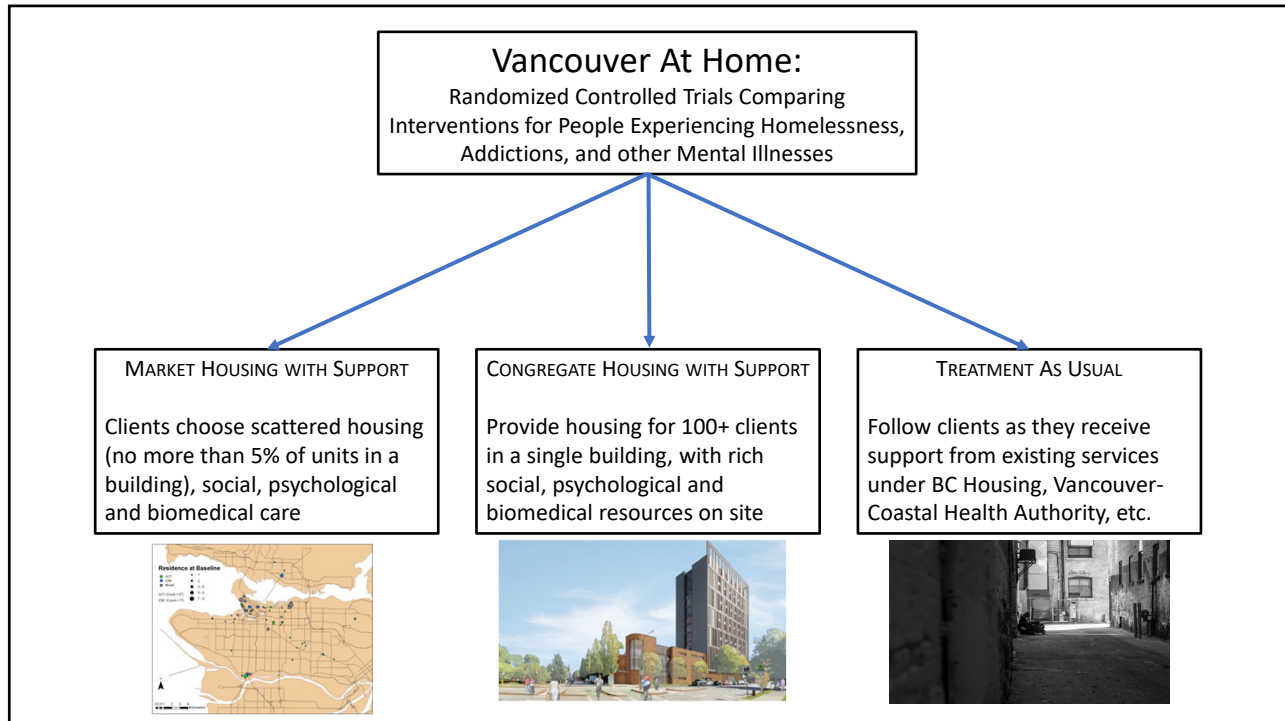 Vancouver At Home:
Randomized Controlled Trials Comparing
Interventions for People Experiencing Homelessness,
Addictions, and other Mental Illnesses
MARKET HOUSING WITH SUPPORT
Clients choose scattered housing
(no more than 5% of units in a
building), social, psychological
and biomedical care
CONGREGATE HOUSING WITH SUPPORT
Provide housing for 100+ clients
in a single building, with rich
social, psychological and
biomedical resources on site
TREATMENT AS USUAL
Follow clients as they receive
support from existing services
under BC Housing, Vancouver-
Coastal Health Authority, etc.
Residence at Baseline